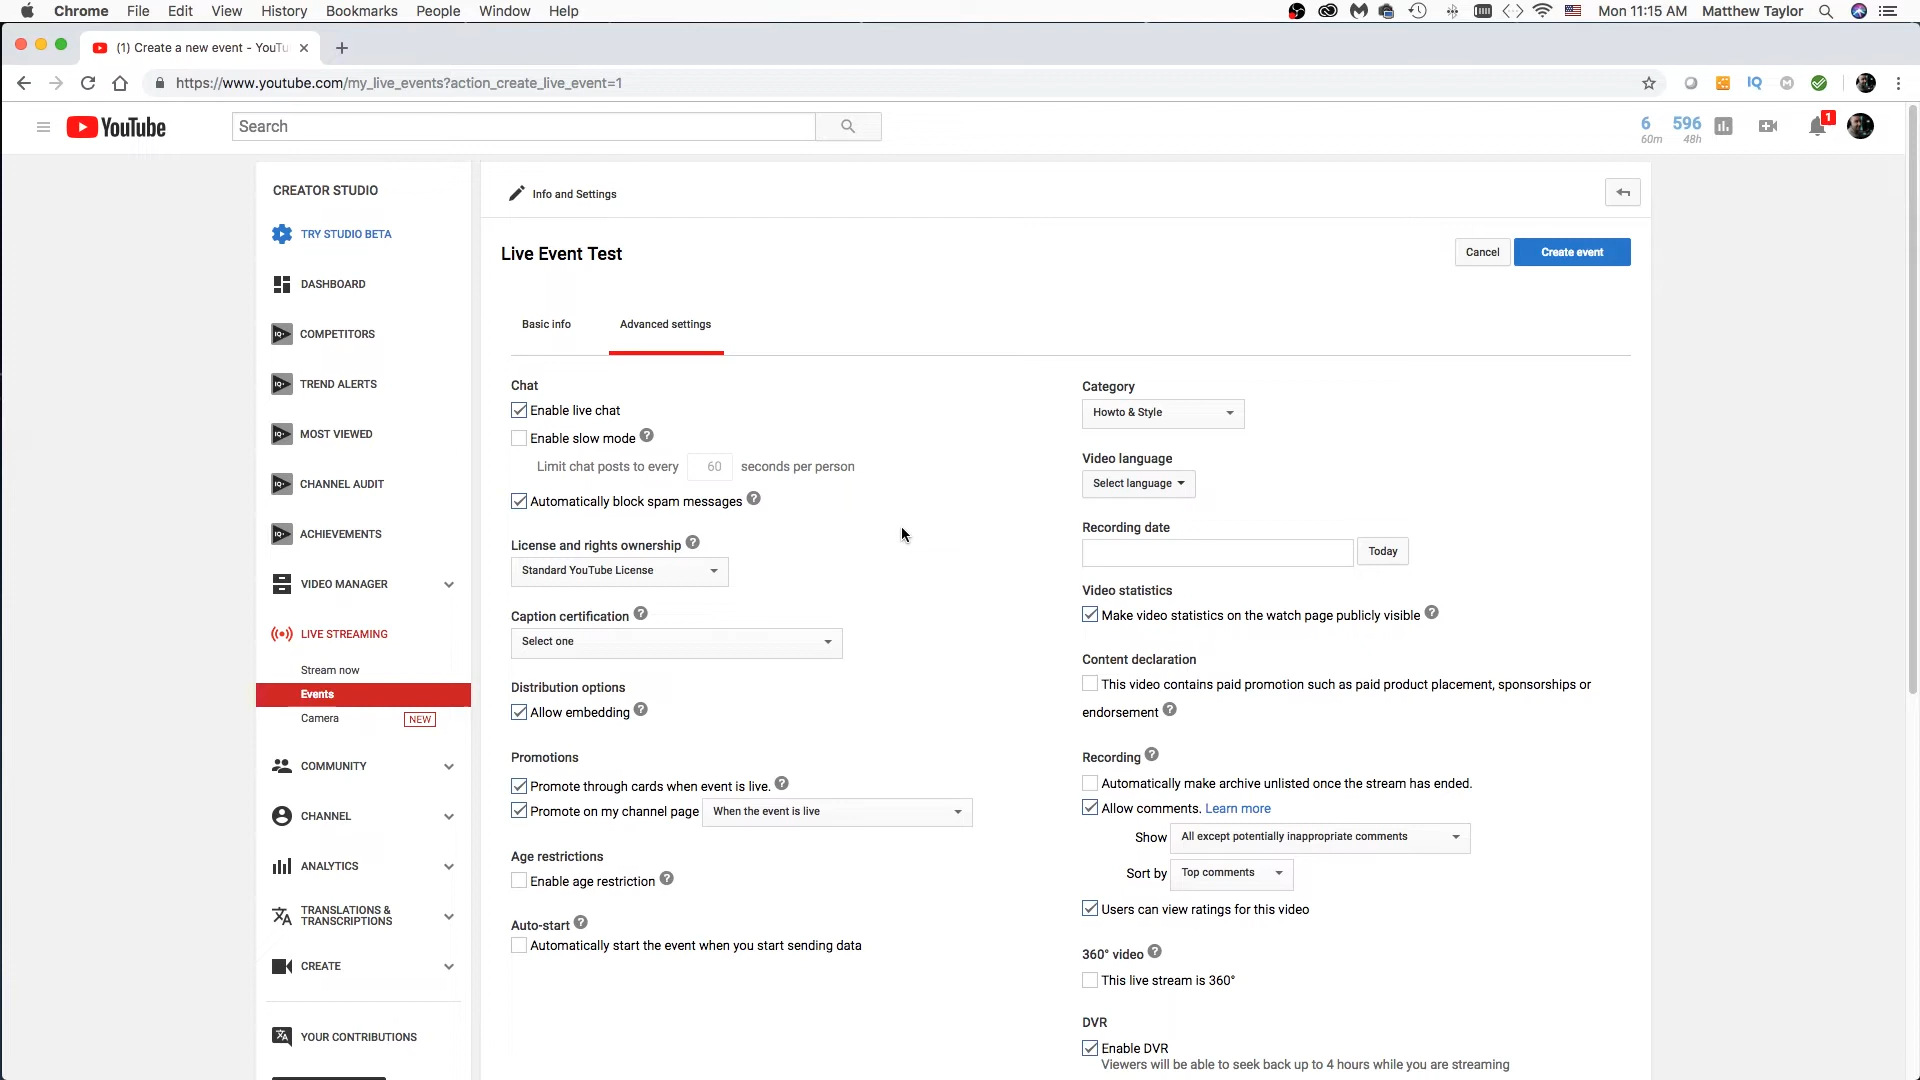 Chrome File Edit View History Bookmarks People Window Help Mon 11:15 AM Matthew Taylor
(1) Create a new event - YouTu
https://www.youtube.com/my_live_events?action_create_live_event=1
YouTube
Search
6 60m
596 48h
1
CREATOR STUDIO
TRY STUDIO BETA
DASHBOARD
COMPETITORS
TREND ALERTS
MOST VIEWED
CHANNEL AUDIT
ACHIEVEMENTS
VIDEO MANAGER
LIVE STREAMING
Stream now
Events
Camera NEW
COMMUNITY
CHANNEL
ANALYTICS
TRANSLATIONS &
TRANSCRIPTIONS
CREATE
YOUR CONTRIBUTIONS
Info and Settings
Live Event Test
Cancel Create event
Basic info Advanced settings
Chat
Enable live chat
Enable slow mode ?
Limit chat posts to every 60 seconds per person
Automatically block spam messages ?
License and rights ownership ?
Standard YouTube License
Caption certification ?
Select one
Distribution options
Allow embedding ?
Promotions
Promote through cards when event is live. ?
Promote on my channel page When the event is live
Age restrictions
Enable age restriction ?
Auto-start ?
Automatically start the event when you start sending data
Category
Howto & Style
Video language
Select language
Recording date
Today
Video statistics
Make video statistics on the watch page publicly visible ?
Content declaration
This video contains paid promotion such as paid product placement, sponsorships or
endorsement ?
Recording ?
Automatically make archive unlisted once the stream has ended.
Allow comments. Learn more
Show All except potentially inappropriate comments
Sort by Top comments
Users can view ratings for this video
360° video ?
This live stream is 360°
DVR
Enable DVR
Viewers will be able to seek back up to 4 hours while you are streaming